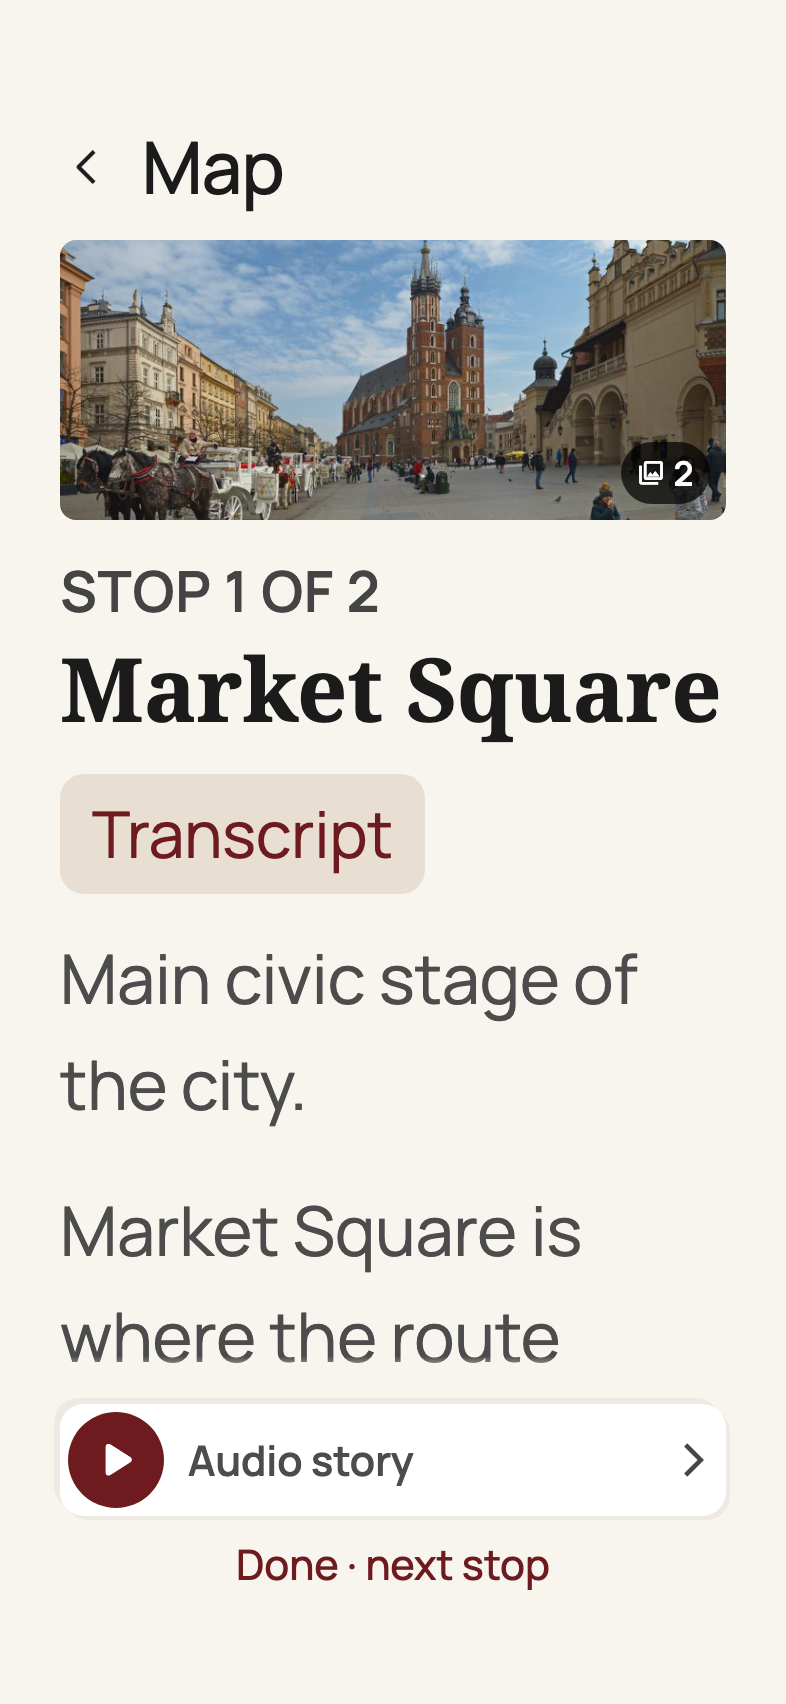 Map
2
STOP 1 OF 2
Market Square
Transcript
Main civic stage of
the city.
Market Square is
where the route
Audio story
Done · next stop